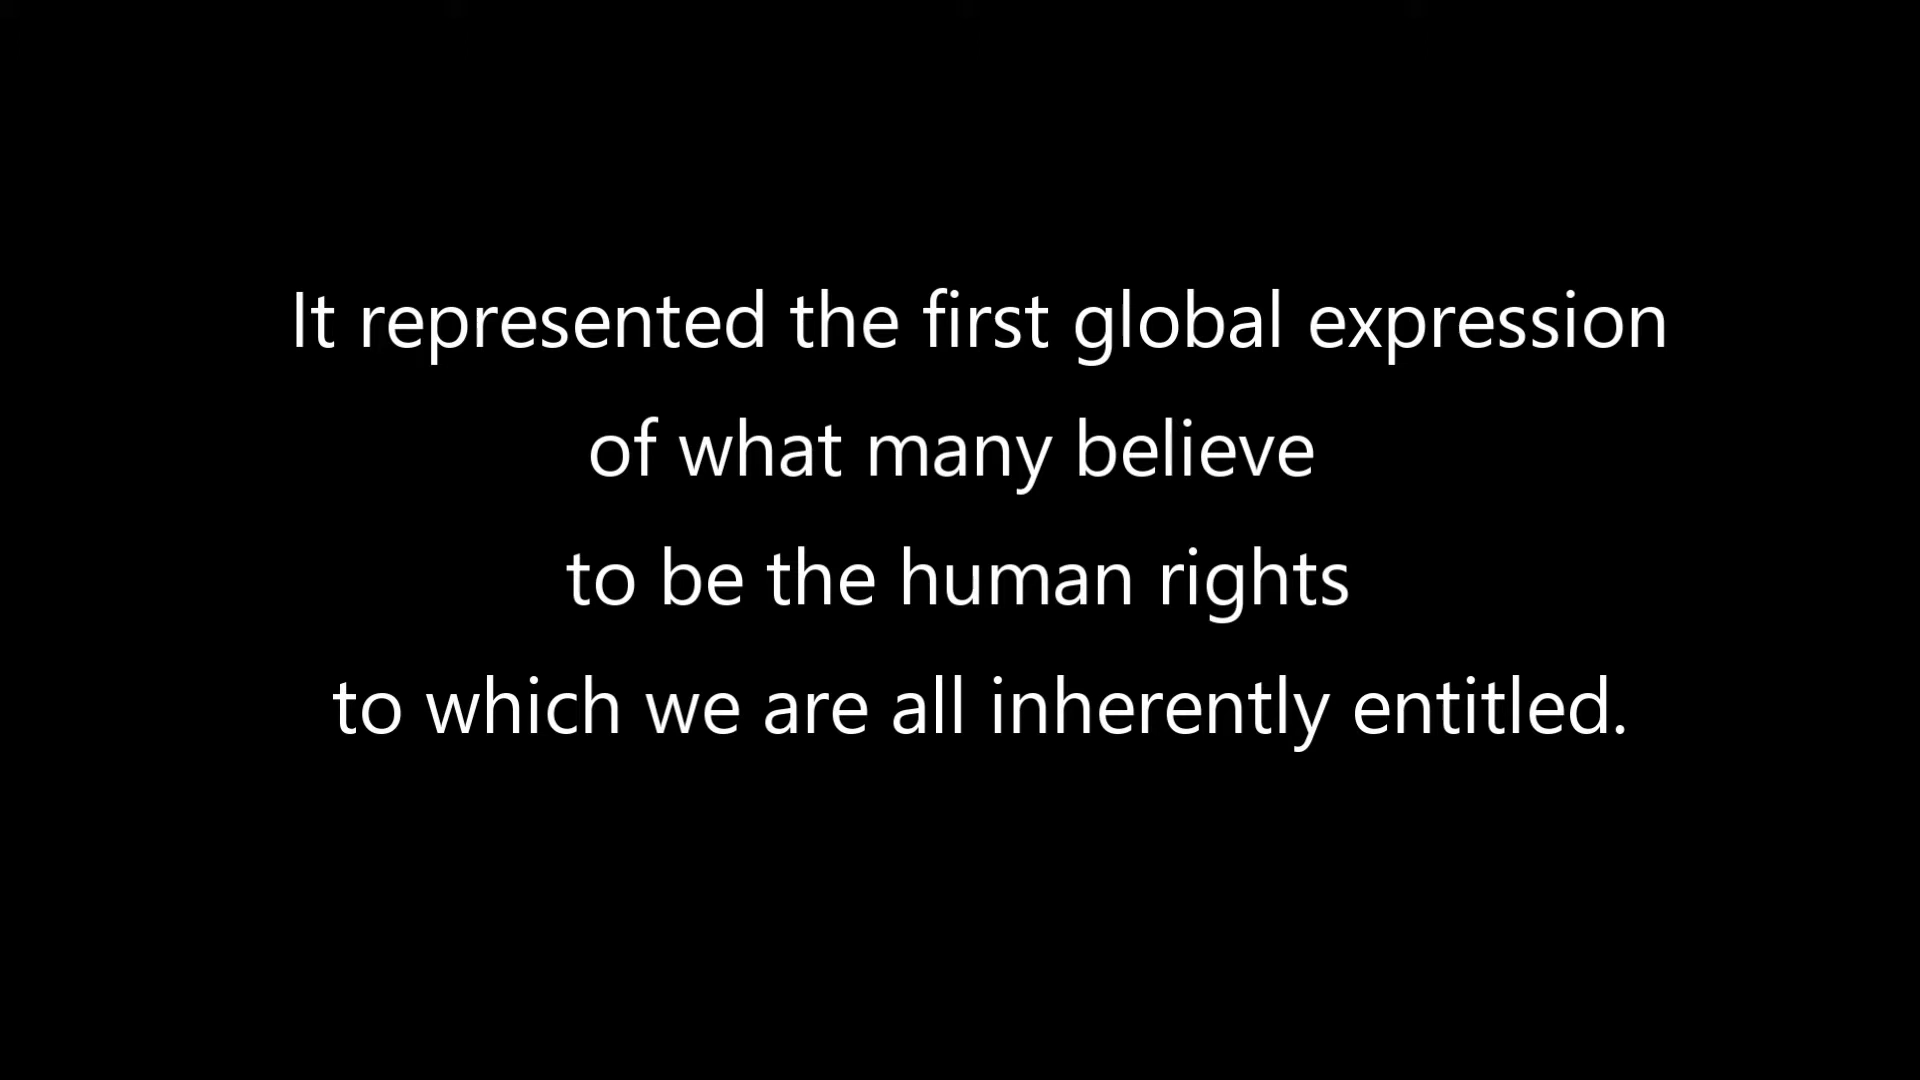 It represented the first global expression
of what many believe
to be the human rights
to which we are all inherently entitled.